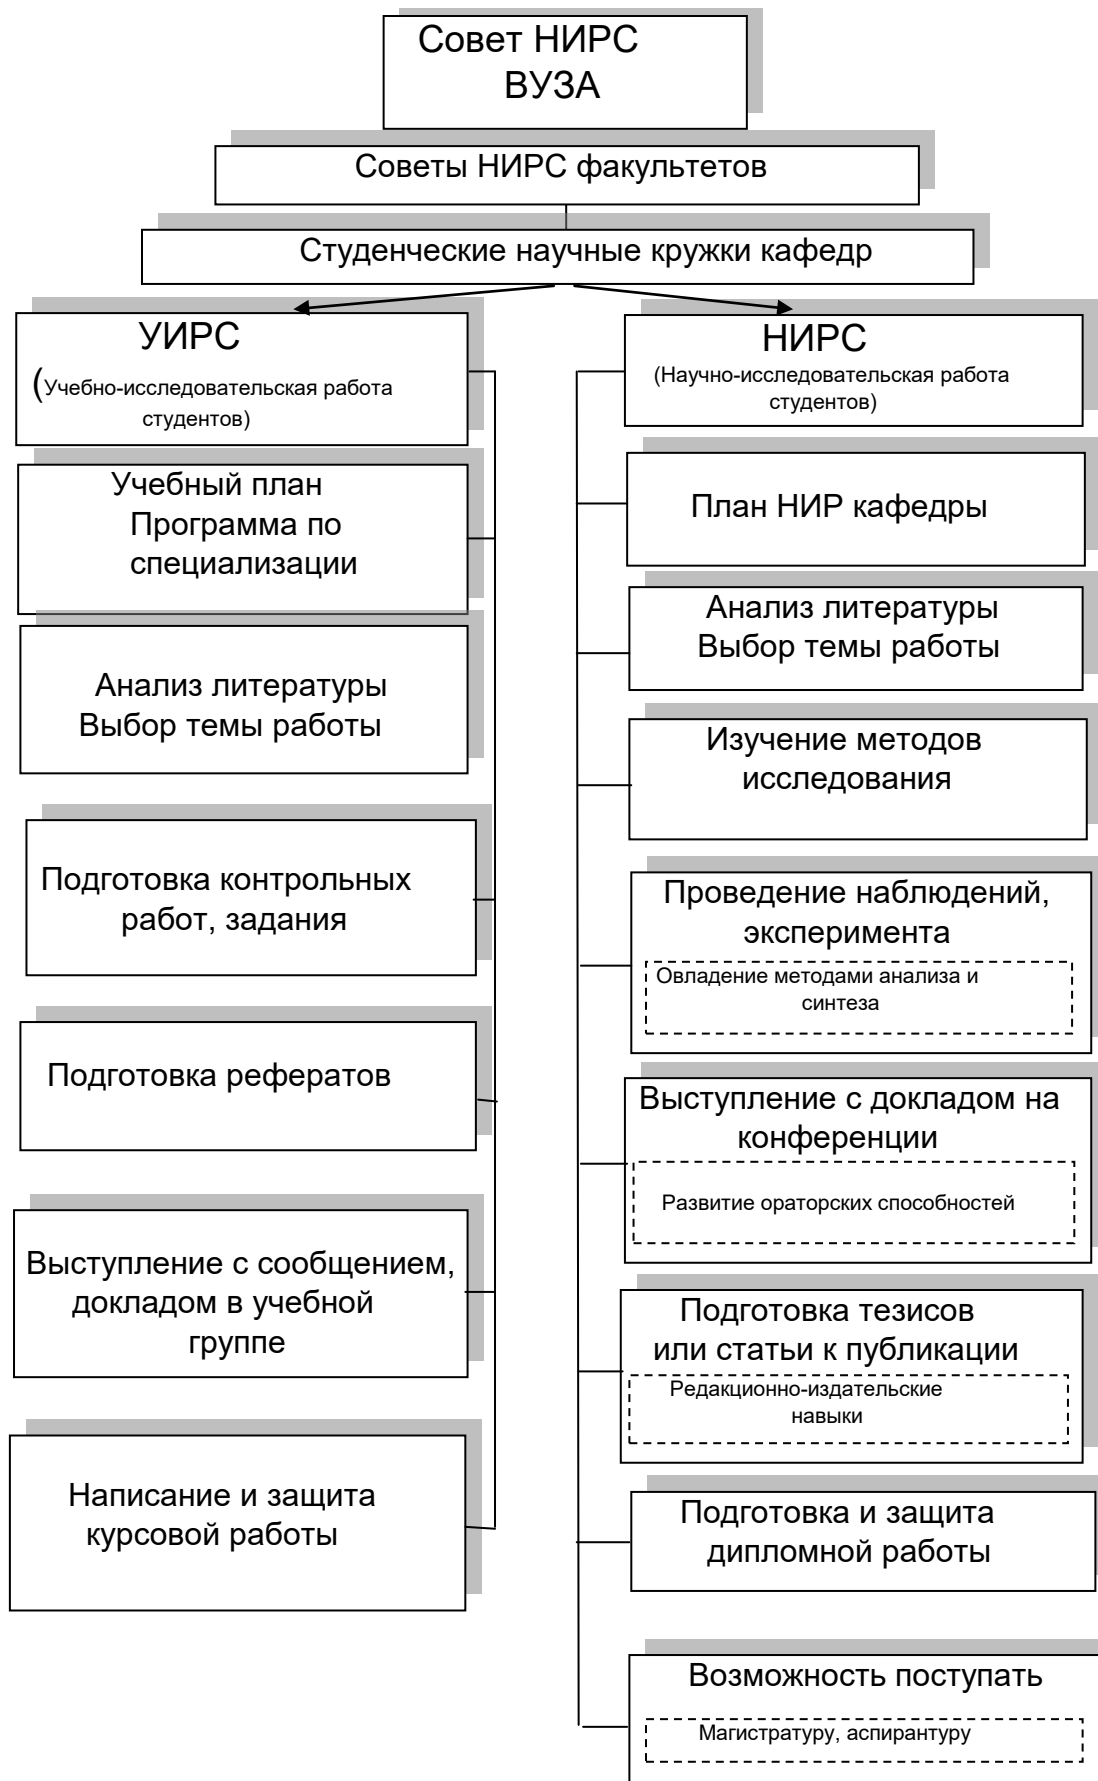 Совет НИРС
ВУЗА
Советы НИРС факультетов
Студенческие научные кружки кафедр
УИРС
(Учебно-исследовательская работа
студентов)
Учебный план
Программа по
специализации
Анализ литературы
Выбор темы работы
Подготовка контрольных
работ, задания
Подготовка рефератов
Выступление с сообщением,
докладом в учебной
группе
Написание и защита
курсовой работы
НИРС
(Научно-исследовательская работа
студентов)
План НИР кафедры
Анализ литературы
Выбор темы работы
Изучение методов
исследования
Проведение наблюдений,
эксперимента
Овладение методами анализа и
синтеза
Выступление с докладом на
конференции
Развитие ораторских способностей
Подготовка тезисов
или статьи к публикации
Редакционно-издательские
навыки
Подготовка и защита
дипломной работы
Возможность поступать
Магистратуру, аспирантуру